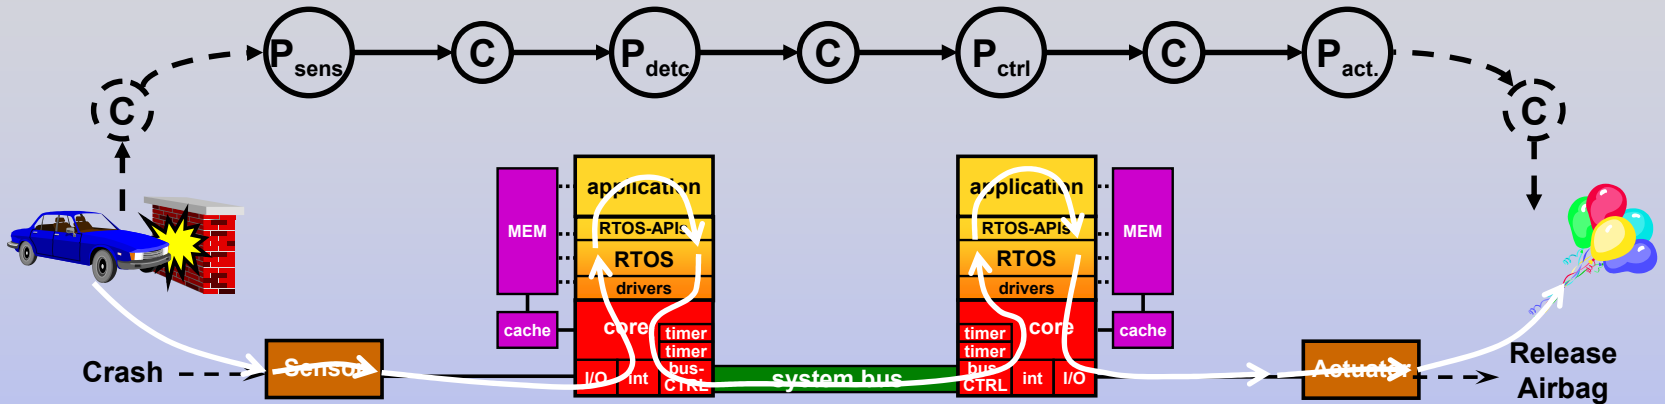 P sens
C
P detc
C
P ctrl
C
P act.
C
C
MEM
cache
application
RTOS-APIs
RTOS
drivers
core
timer
timer
I/O
int
bus-
CTRL
system bus
application
RTOS-APIs
RTOS
drivers
core
timer
timer
bus-
CTRL
int
I/O
MEM
cache
Crash
Sensor
Actuator
Release
Airbag